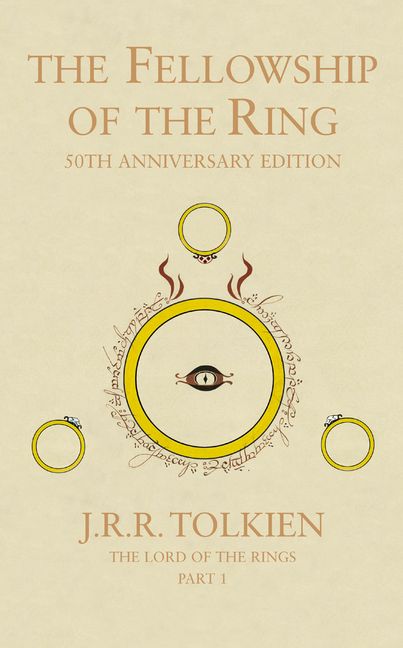 THE FELLOWSHIP
OF THE RING
50TH ANNIVERSARY EDITION
J.R.R. TOLKIEN
THE LORD OF THE RINGS
PART 1